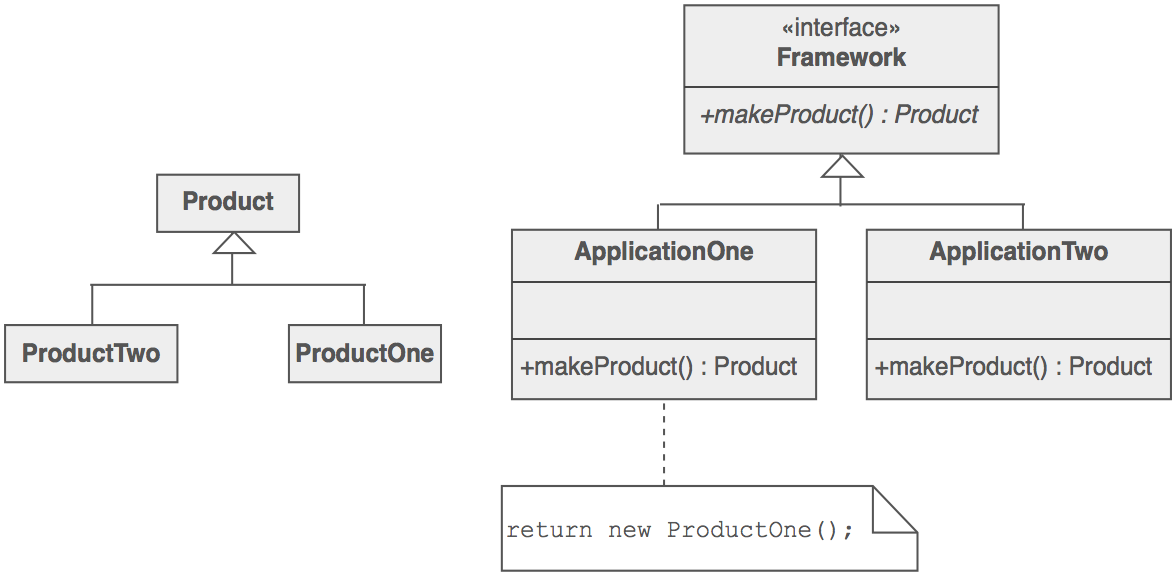 «interface»
Framework
+makeProduct() : Product
Product
ApplicationOne
ApplicationTwo
ProductTwo
ProductOne
+makeProduct() : Product
+makeProduct() : Product
return new ProductOne();